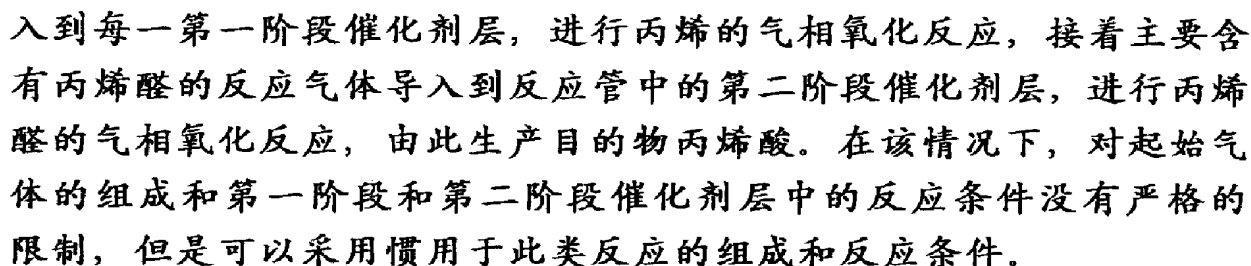 入到每一第一阶段催化剂层，进行丙烯的气相氧化反应，接着主要含
有丙烯醛的反应气体导入到反应管中的第二阶段催化剂层，进行丙烯
醛的气相氧化反应，由此生产目的物丙烯酸。在该情况下，对起始气
体的组成和第一阶段和第二阶段催化剂层中的反应条件没有严格的
限制，但是可以采用惯用于此类反应的组成和反应条件。